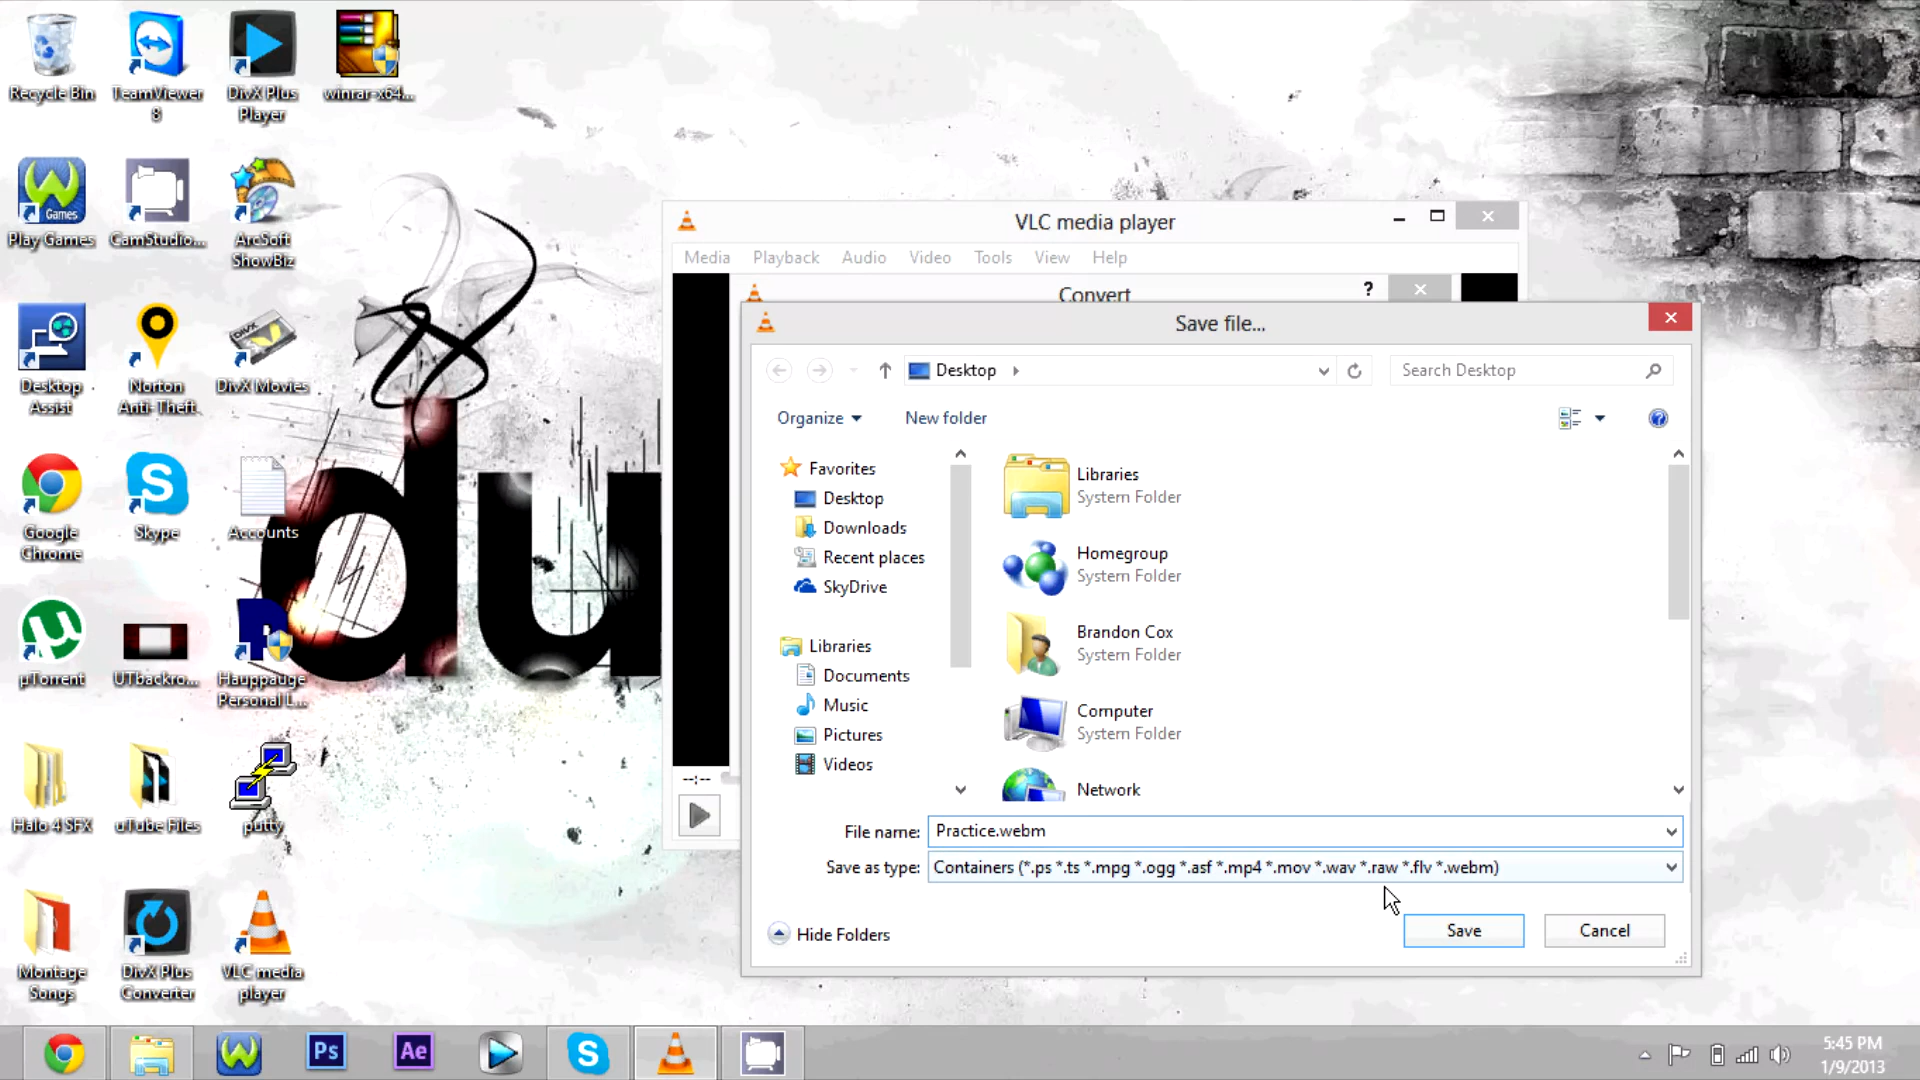 Recycle Bin
TeamViewer
8
DivX Plus
Player
winrar-x64...
Games
Play Games
CamStudio...
ArcSoft
ShowBiz
Desktop
Assist
Norton
Anti-Theft
DIVX
DivX Movies
Google
Chrome
Skype
Accounts
µTorrent
UTbackro...
Hauppauge
Personal L...
Halo 4 SFX
uTube Files
putty
Montage
Songs
DivX Plus
Converter
VLC media
player
du
VLC media player
Media Playback Audio Video Tools View Help
Convert
?
Save file...
Desktop
Search Desktop
Organize New folder
Favorites
Desktop
Downloads
Recent places
SkyDrive
Libraries
Documents
Music
Pictures
Videos
Libraries
System Folder
Homegroup
System Folder
Brandon Cox
System Folder
Computer
System Folder
Network
--:--
File name: Practice.webm
Save as type: Containers (*.ps *.ts *.mpg *.ogg *.asf *.mp4 *.mov *.wav *.raw *.flv *.webm)
Hide Folders
Save
Cancel
Ps
Ae
5:45 PM
1/9/2013